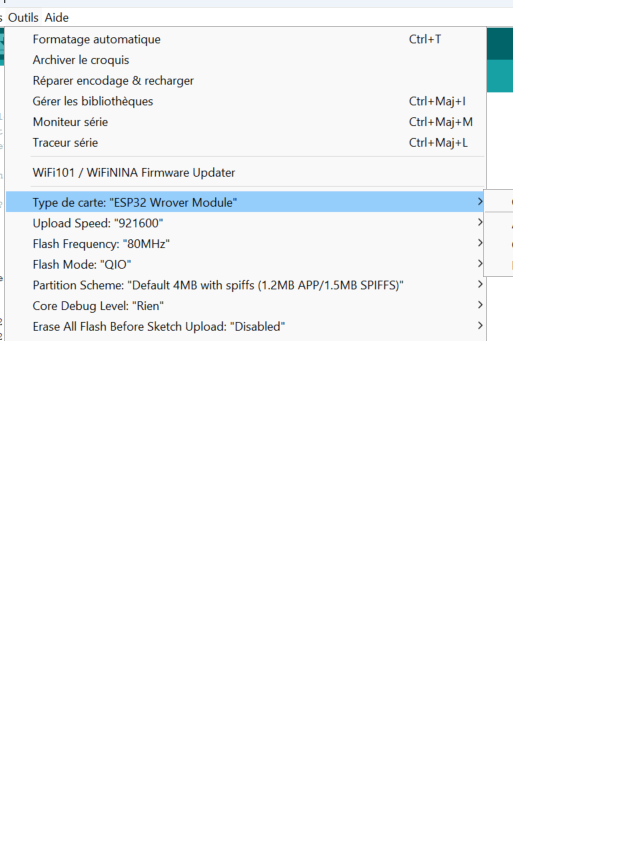 Outils Aide
Formatage automatique Ctrl+T
Archiver le croquis
Réparer encodage & recharger
Gérer les bibliothèques Ctrl+Maj+I
Moniteur série Ctrl+Maj+M
Traceur série Ctrl+Maj+L
WiFi101 / WiFiNINA Firmware Updater
Type de carte: "ESP32 Wrover Module"
Upload Speed: "921600"
Flash Frequency: "80MHz"
Flash Mode: "QIO"
Partition Scheme: "Default 4MB with spiffs (1.2MB APP/1.5MB SPIFFS)"
Core Debug Level: "Rien"
Erase All Flash Before Sketch Upload: "Disabled"